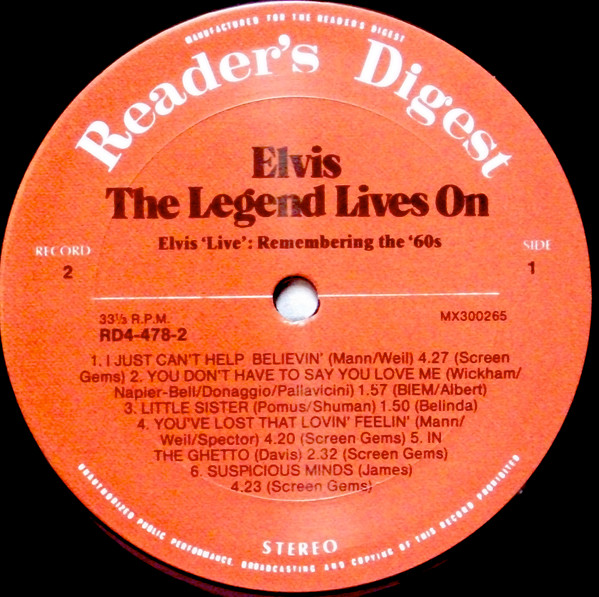 MANUFACTURED FOR THE READERS DIGEST
Reader's Digest
Elvis
The Legend Lives On
Elvis ‘Live’: Remembering the ‘60s
RECORD
2
SIDE
1
33⅓ R.P.M.
RD4-478-2
MX300265
1. I JUST CAN'T HELP BELIEVIN' (Mann/Weil) 4.27 (Screen
Gems) 2. YOU DON'T HAVE TO SAY YOU LOVE ME (Wickham/
Napier-Bell/Donaggio/Pallavicini) 1.57 (BIEM/Albert)
3. LITTLE SISTER (Pomus/Shuman) 1.50 (Belinda)
4. YOU'VE LOST THAT LOVIN' FEELIN' (Mann/
Weil/Spector) 4.20 (Screen Gems) 5. IN
THE GHETTO (Davis) 2.32 (Screen Gems)
6. SUSPICIOUS MINDS (James)
4.23 (Screen Gems)
STEREO
UNAUTHORIZED PUBLIC PERFORMANCE, BROADCASTING AND COPYING OF THIS RECORD PROHIBITED